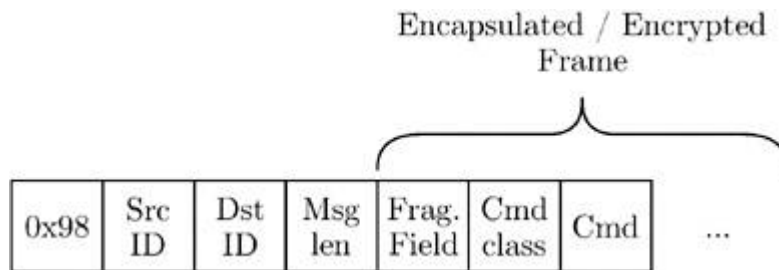 Encapsulated / Encrypted
Frame
0x98
Src
ID
Dst
ID
Msg
len
Frag.
Field
Cmd
class
Cmd
...